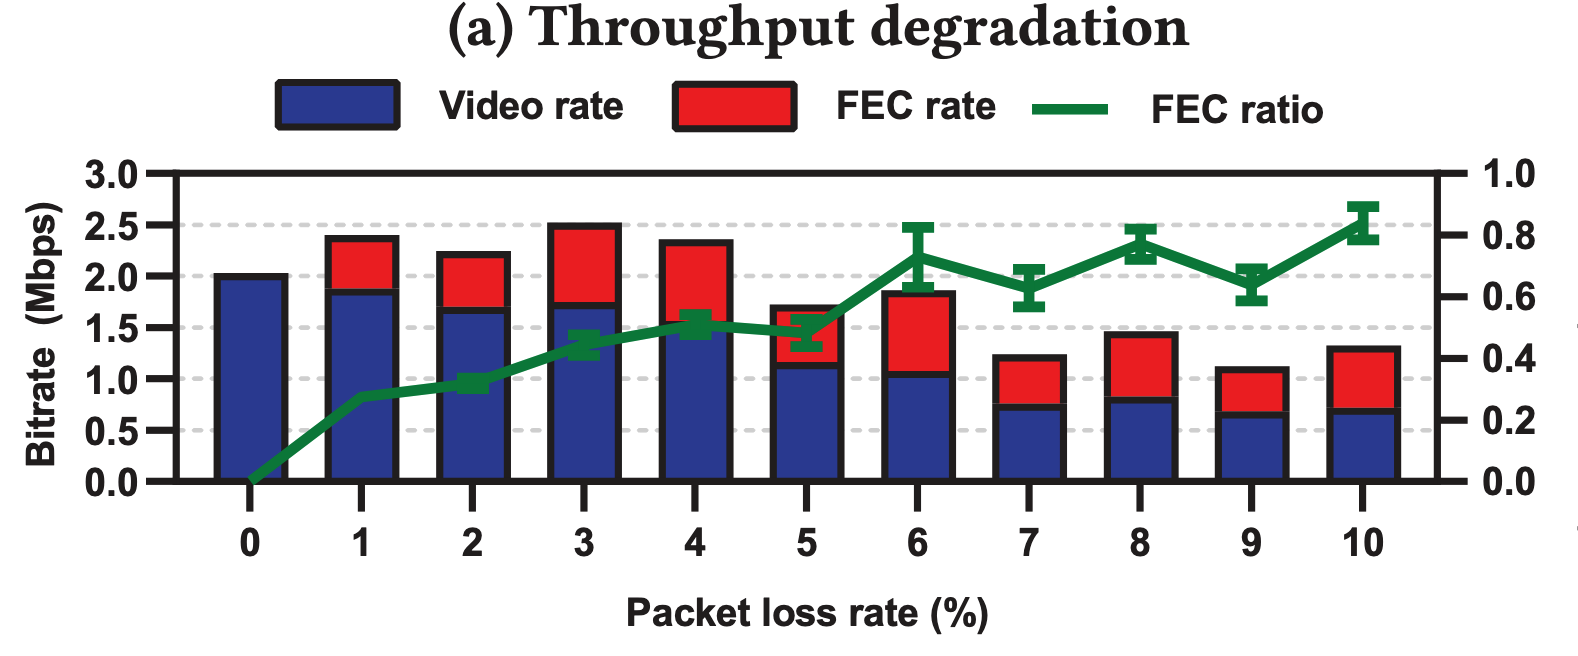 (a) Throughput degradation
Video rate FEC rate FEC ratio
3.0 1.0
2.5
0.8
2.0
0.6
1.5
0.4
1.0
0.2
0.5
0.0 0.0
Bitrate (Mbps)
0 1 2 3 4 5 6 7 8 9 10
Packet loss rate (%)